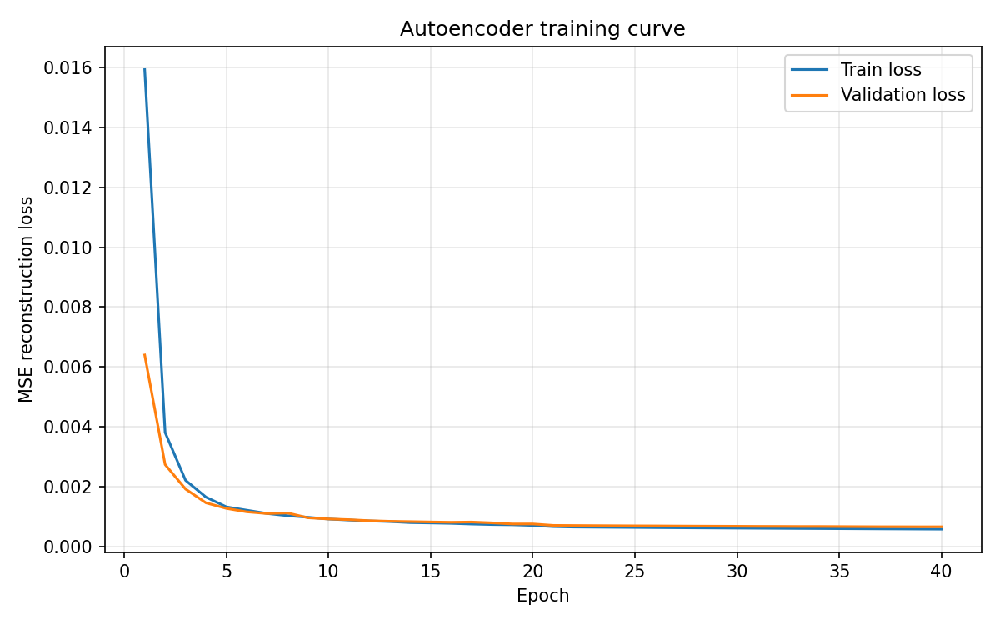 Autoencoder training curve
Train loss
Validation loss
MSE reconstruction loss
0.016
0.014
0.012
0.010
0.008
0.006
0.004
0.002
0.000
0 5 10 15 20 25 30 35 40
Epoch